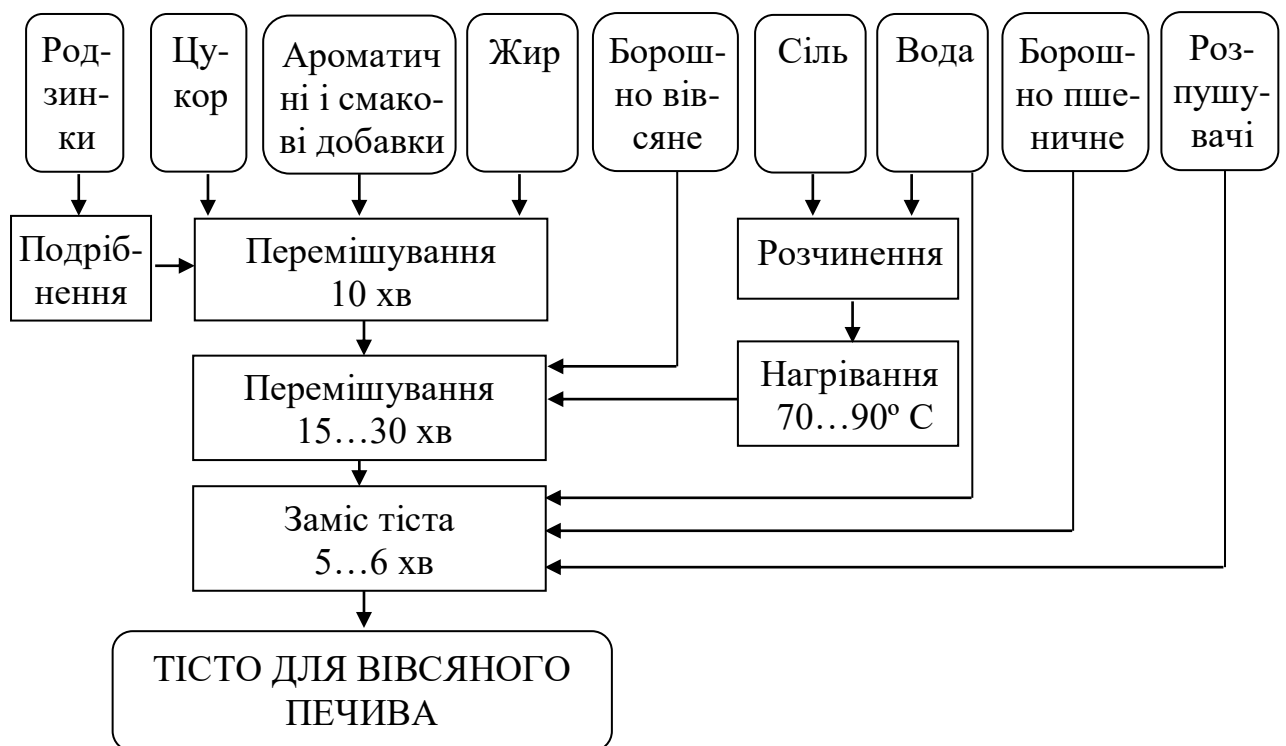 Род-
зин-
ки
Цу-
кор
Ароматич
ні і смако-
ві добавки
Жир
Борош-
но вів-
сяне
Сіль
Вода
Борош-
но пше-
ничне
Роз-
пушу-
вачі
Подріб-
нення
Перемішування
10 хв
Розчинення
Перемішування
15…30 хв
Нагрівання
70…90º С
Заміс тіста
5…6 хв
ТІСТО ДЛЯ ВІВСЯНОГО
ПЕЧИВА